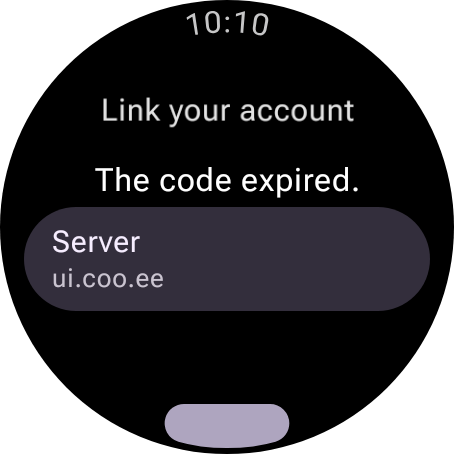 10:10
Link your account
The code expired.
Server
ui.coo.ee